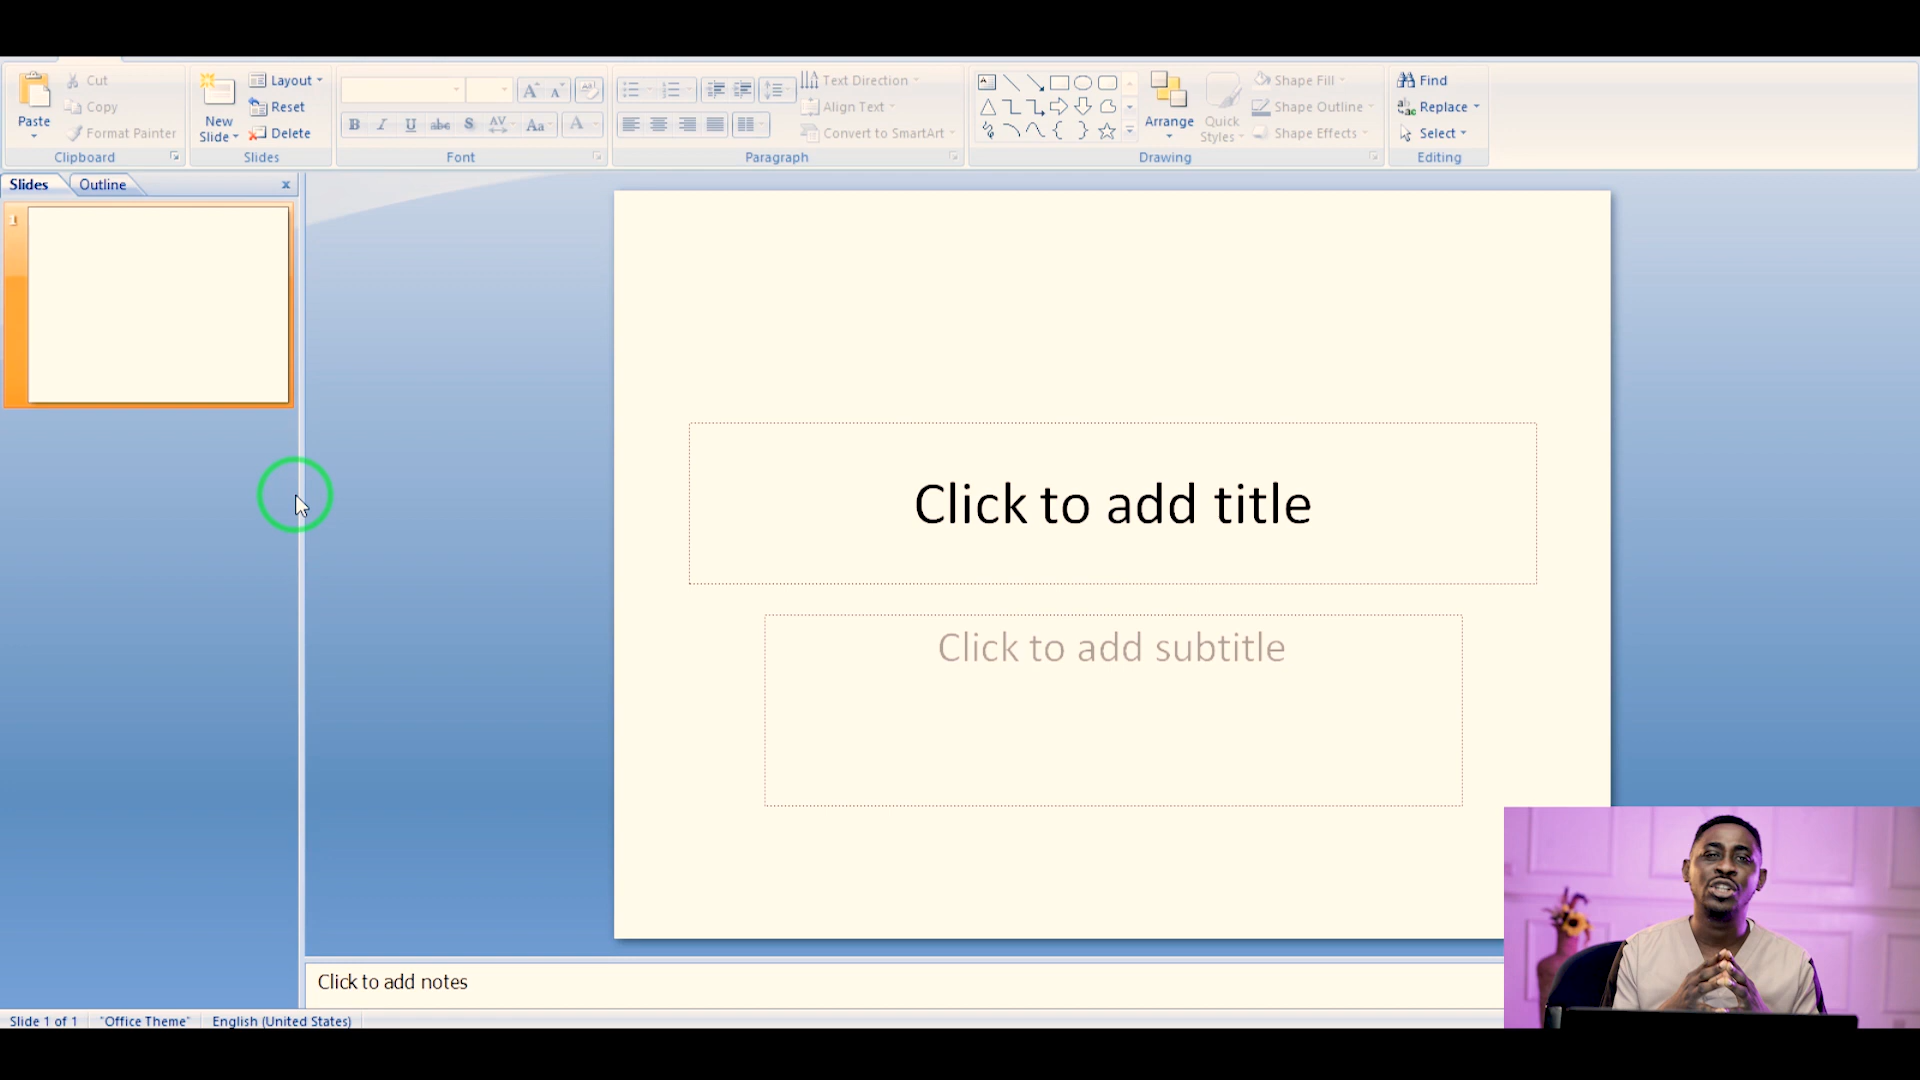 Paste
Cut
Copy
Format Painter
Clipboard
New
Slide
Layout
Reset
Delete
Slides
B I U abc S AV Aa A
Font
Text Direction
Align Text
Convert to SmartArt
Paragraph
Arrange
Quick
Styles
Shape Fill
Shape Outline
Shape Effects
Drawing
Find
Replace
Select
Editing
Slides Outline x
1
Click to add title
Click to add subtitle
Click to add notes
Slide 1 of 1 "Office Theme" English (United States)